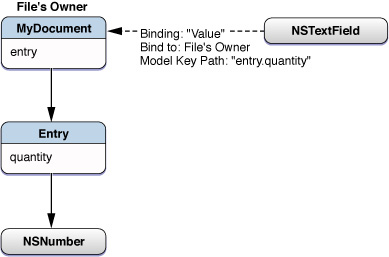 File's Owner
MyDocument
entry
Binding: "Value"
Bind to: File's Owner
Model Key Path: "entry.quantity"
NSTextField
Entry
quantity
NSNumber